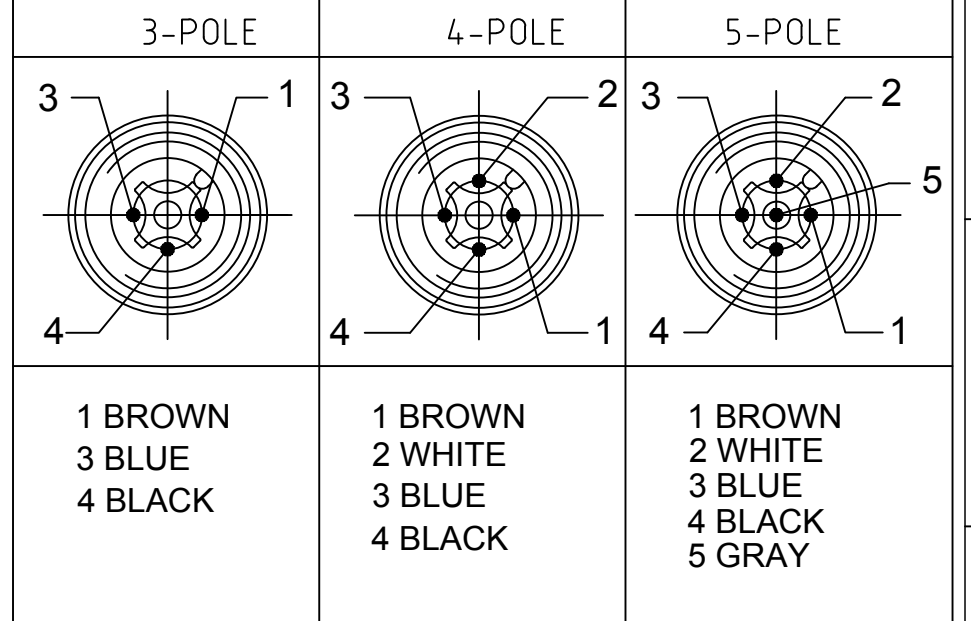 3-POLE
4-POLE
5-POLE
3
1
4
3
2
4
1
3
2
5
4
1
1 BROWN
3 BLUE
4 BLACK
1 BROWN
2 WHITE
3 BLUE
4 BLACK
1 BROWN
2 WHITE
3 BLUE
4 BLACK
5 GRAY